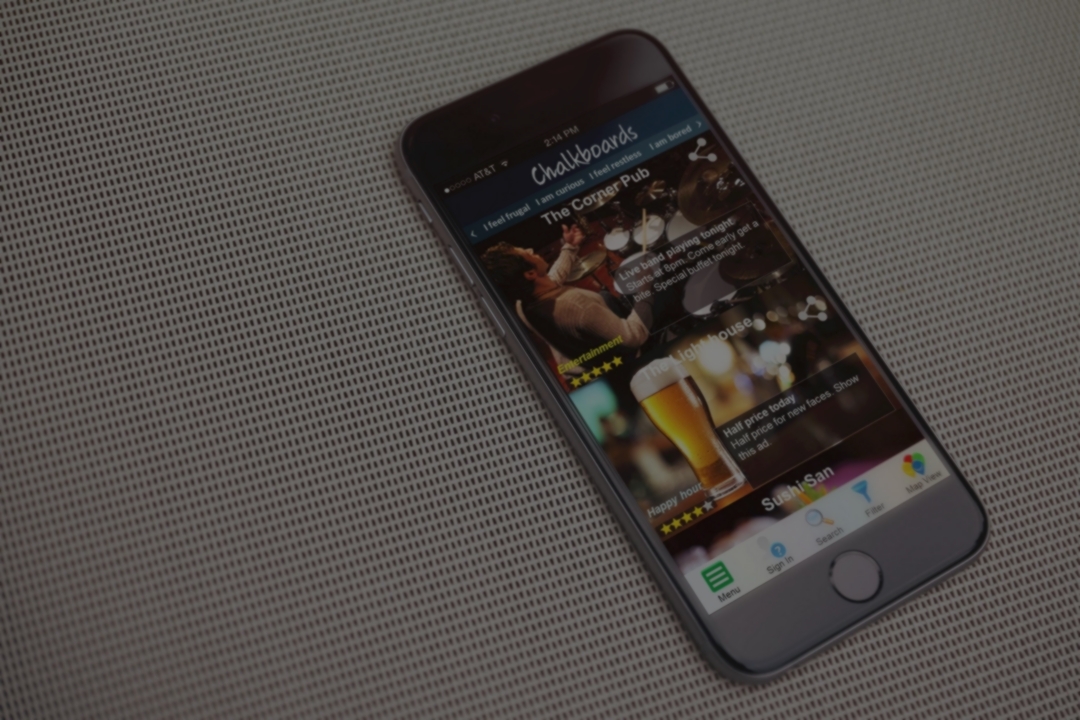 AT&T 2:14 PM
Chalkboards
‹ I feel frugal I am curious I feel restless I am bored ›
The Corner Pub
Live band playing tonight:
Starts at 8pm. Come early get a
bite. Special buffet tonight.
Entertainment
The Lighthouse
Half price today
Half price for new faces. Show
this ad.
Happy hour
Sushi San
Menu Sign In Search Filter Map View